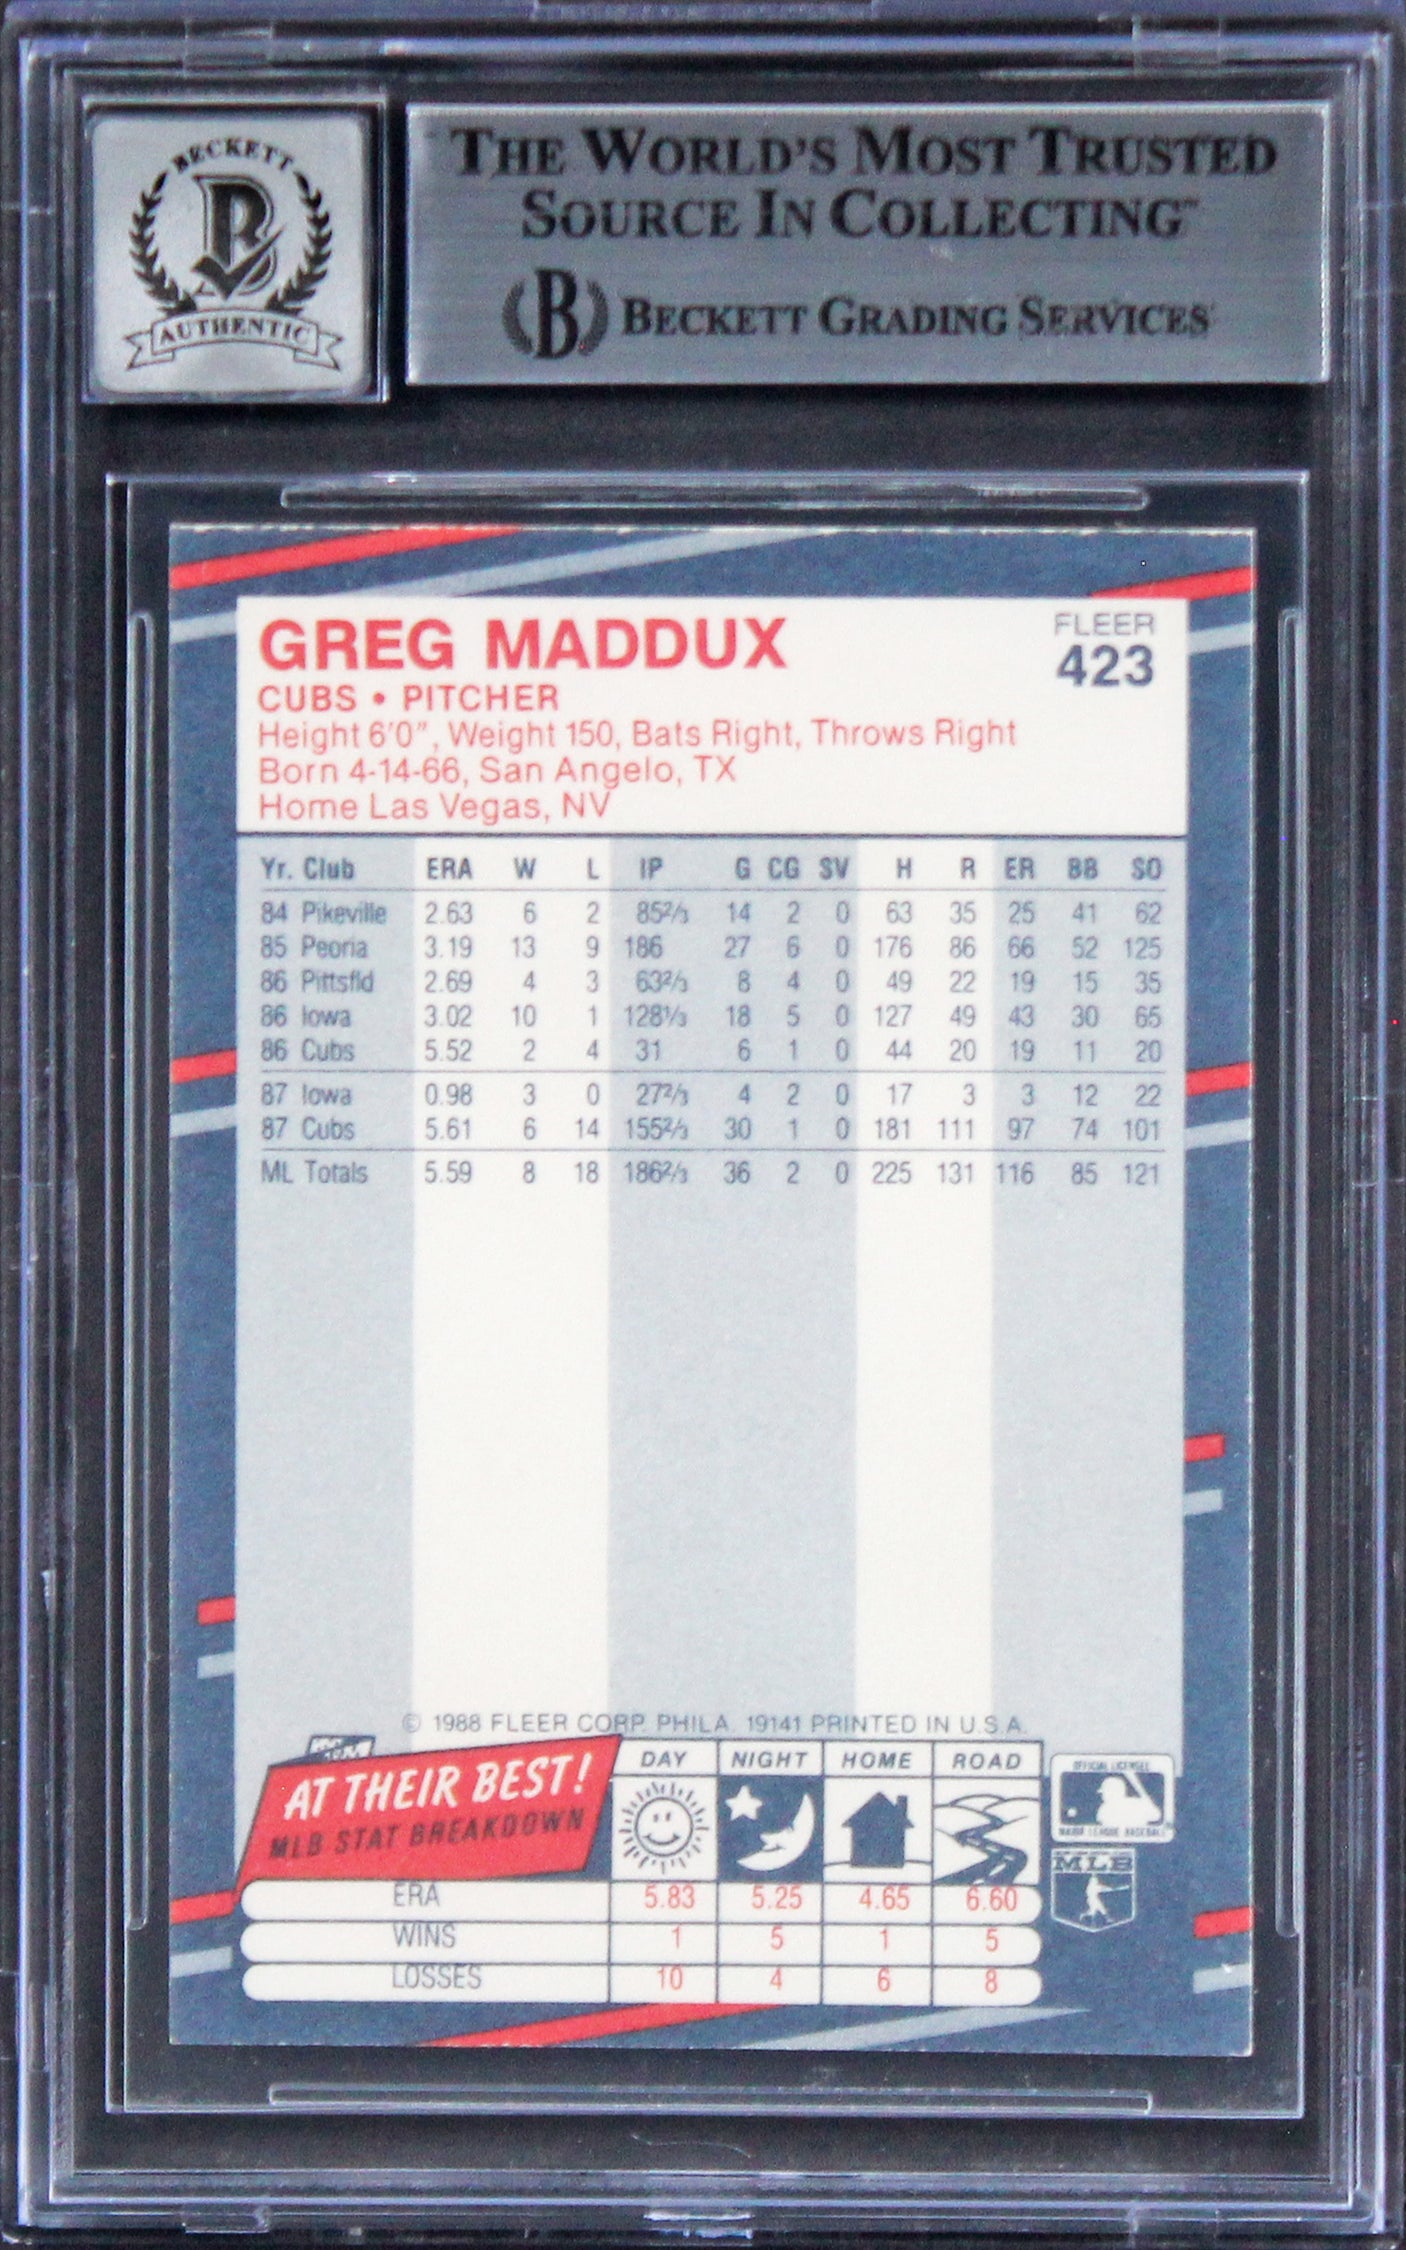 BECKETT
AUTHENTIC
THE WORLD'S MOST TRUSTED
SOURCE IN COLLECTING™
B BECKETT GRADING SERVICES
GREG MADDUX
FLEER
423
CUBS • PITCHER
Height 6'0", Weight 150, Bats Right, Throws Right
Born 4-14-66, San Angelo, TX
Home Las Vegas, NV
Yr. Club ERA W L IP G CG SV H R ER BB SO
84 Pikeville 2.63 6 2 85⅔ 14 2 0 63 35 25 41 62
85 Peoria 3.19 13 9 186 27 6 0 176 86 66 52 125
86 Pittsfld 2.69 4 3 63⅔ 8 4 0 49 22 19 15 35
86 Iowa 3.02 10 1 128⅓ 18 5 0 127 49 43 30 65
86 Cubs 5.52 2 4 31 6 1 0 44 20 19 11 20
87 Iowa 0.98 3 0 27⅔ 4 2 0 17 3 3 12 22
87 Cubs 5.61 6 14 155⅔ 30 1 0 181 111 97 74 101
ML Totals 5.59 8 18 186⅔ 36 2 0 225 131 116 85 121
© 1988 FLEER CORP. PHILA. 19141 PRINTED IN U.S.A.
AT THEIR BEST!
MLB STAT BREAKDOWN
DAY NIGHT HOME ROAD
ERA 5.83 5.25 4.65 6.60
WINS 1 5 1 5
LOSSES 10 4 6 8
OFFICIAL LICENSEE
MAJOR LEAGUE BASEBALL
MLB